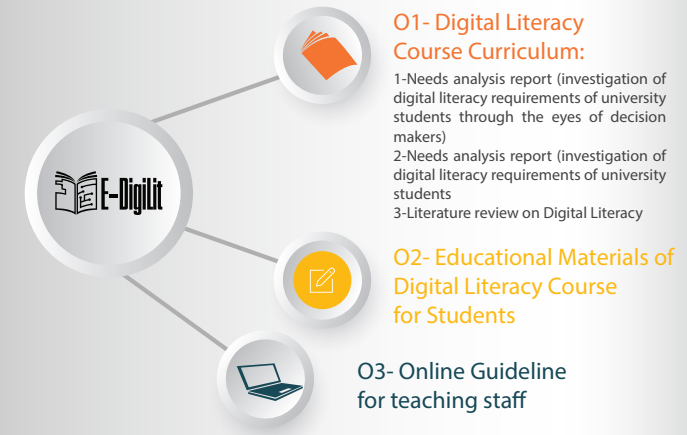 O1- Digital Literacy
Course Curriculum:
1-Needs analysis report (investigation of
digital literacy requirements of university
students through the eyes of decision
makers)
2-Needs analysis report (investigation of
digital literacy requirements of university
students
3-Literature review on Digital Literacy
E-DigiLit
O2- Educational Materials of
Digital Literacy Course
for Students
O3- Online Guideline
for teaching staff